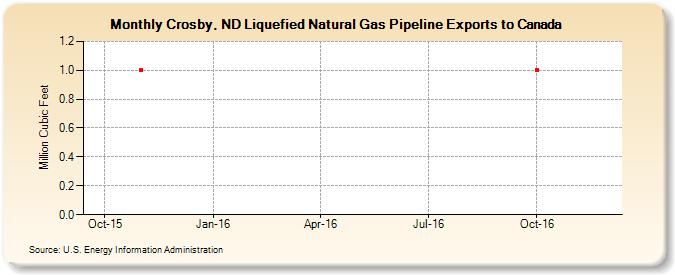 Monthly Crosby, ND Liquefied Natural Gas Pipeline Exports to Canada
Million Cubic Feet
1.2
1.0
0.8
0.6
0.4
0.2
0.0
Oct-15 Jan-16 Apr-16 Jul-16 Oct-16
Source: U.S. Energy Information Administration